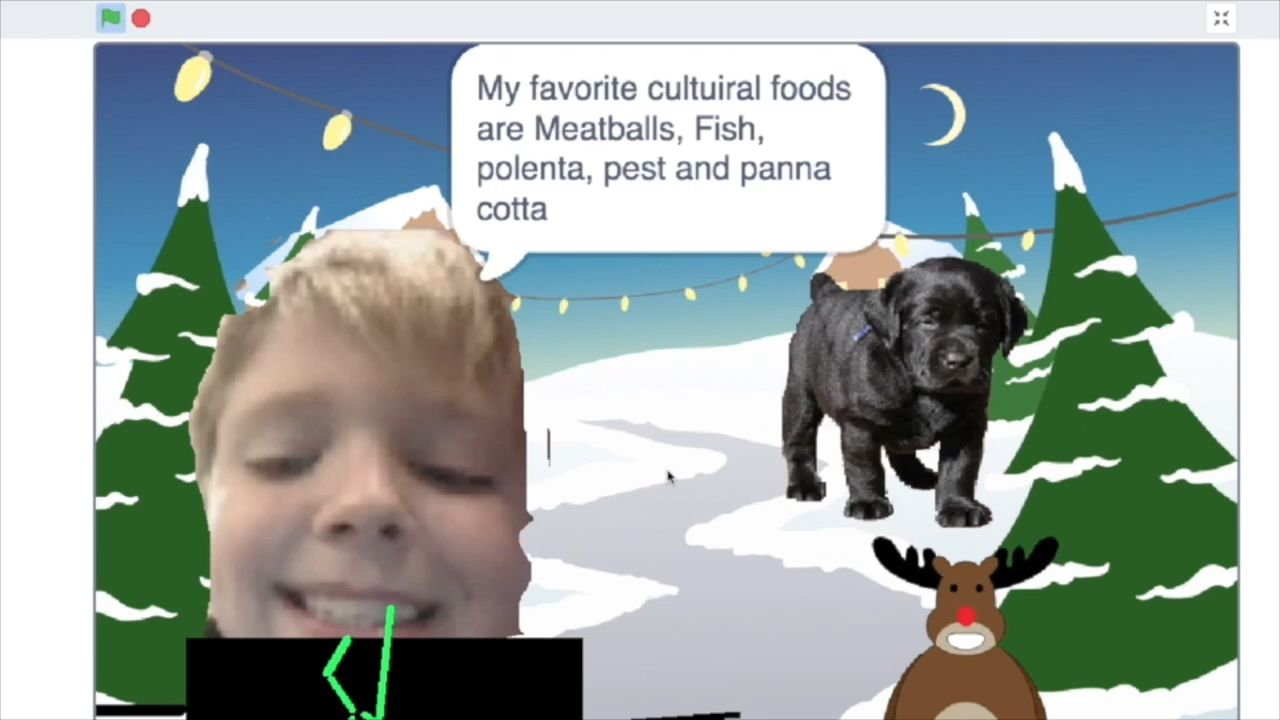 My favorite cultuiral foods
are Meatballs, Fish,
polenta, pest and panna
cotta